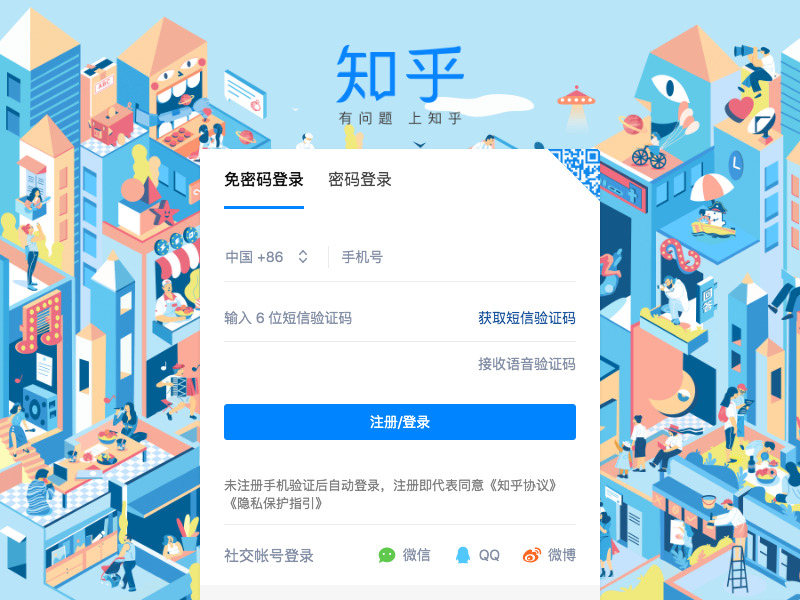 知乎
有问题 上知乎
ABC
免密码登录 密码登录
中国 +86 手机号
回答
输入 6 位短信验证码 获取短信验证码
接收语音验证码
注册/登录
未注册手机验证后自动登录，注册即代表同意《知乎协议》
《隐私保护指引》
社交帐号登录 微信 QQ 微博